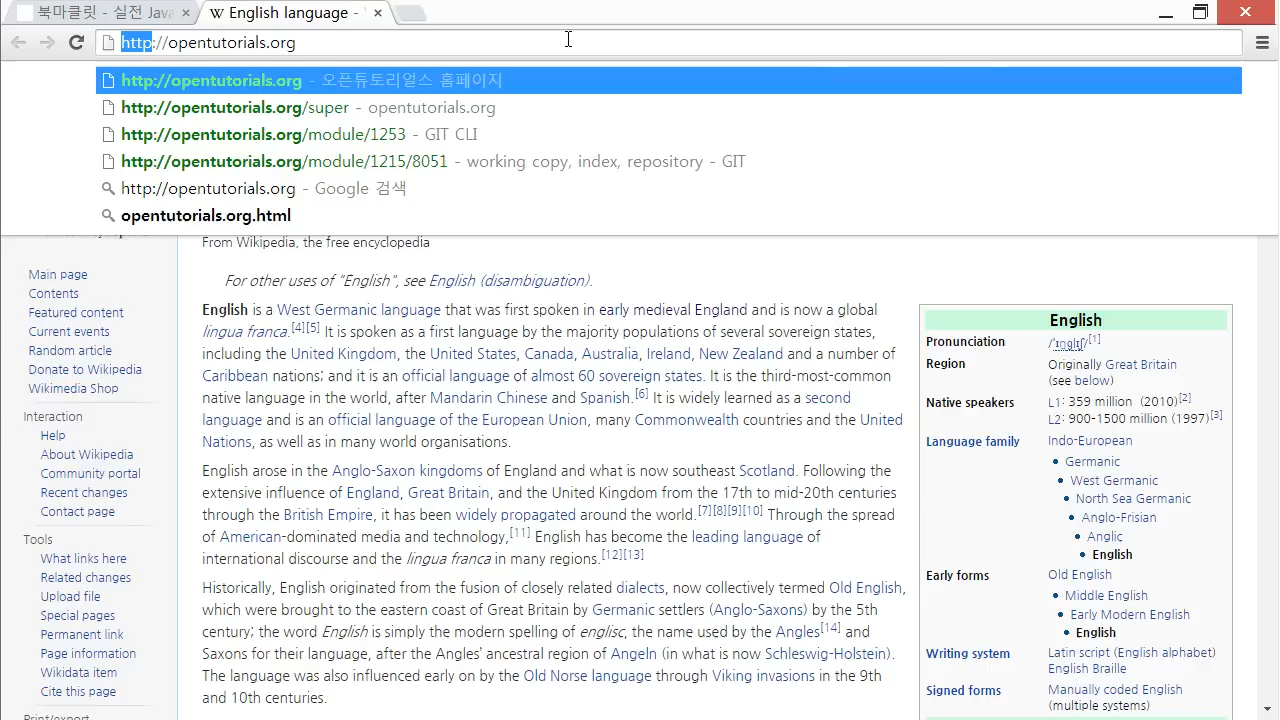 북마클릿 - 실전 Java
English language -
http://opentutorials.org
http://opentutorials.org - 오픈튜토리얼스 홈페이지
http://opentutorials.org/super - opentutorials.org
http://opentutorials.org/module/1253 - GIT CLI
http://opentutorials.org/module/1215/8051 - working copy, index, repository - GIT
http://opentutorials.org - Google 검색
opentutorials.org.html
Main page
Contents
Featured content
Current events
Random article
Donate to Wikipedia
Wikimedia Shop
Interaction
Help
About Wikipedia
Community portal
Recent changes
Contact page
Tools
What links here
Related changes
Upload file
Special pages
Permanent link
Page information
Wikidata item
Cite this page
Print/export
From Wikipedia, the free encyclopedia
For other uses of "English", see English (disambiguation).
English is a West Germanic language that was first spoken in early medieval England and is now a global
lingua franca.[4][5] It is spoken as a first language by the majority populations of several sovereign states,
including the United Kingdom, the United States, Canada, Australia, Ireland, New Zealand and a number of
Caribbean nations; and it is an official language of almost 60 sovereign states. It is the third-most-common
native language in the world, after Mandarin Chinese and Spanish.[6] It is widely learned as a second
language and is an official language of the European Union, many Commonwealth countries and the United
Nations, as well as in many world organisations.
English arose in the Anglo-Saxon kingdoms of England and what is now southeast Scotland. Following the
extensive influence of England, Great Britain, and the United Kingdom from the 17th to mid-20th centuries
through the British Empire, it has been widely propagated around the world.[7][8][9][10] Through the spread
of American-dominated media and technology,[11] English has become the leading language of
international discourse and the lingua franca in many regions.[12][13]
Historically, English originated from the fusion of closely related dialects, now collectively termed Old English,
which were brought to the eastern coast of Great Britain by Germanic settlers (Anglo-Saxons) by the 5th
century; the word English is simply the modern spelling of englisc, the name used by the Angles[14] and
Saxons for their language, after the Angles' ancestral region of Angeln (in what is now Schleswig-Holstein).
The language was also influenced early on by the Old Norse language through Viking invasions in the 9th
and 10th centuries.
English
Pronunciation /ˈɪŋɡlɪʃ/[1]
Region Originally Great Britain
(see below)
Native speakers L1: 359 million (2010)[2]
L2: 900-1500 million (1997)[3]
Language family Indo-European
Germanic
West Germanic
North Sea Germanic
Anglo-Frisian
Anglic
English
Early forms Old English
Middle English
Early Modern English
English
Writing system Latin script (English alphabet)
English Braille
Signed forms Manually coded English
(multiple systems)